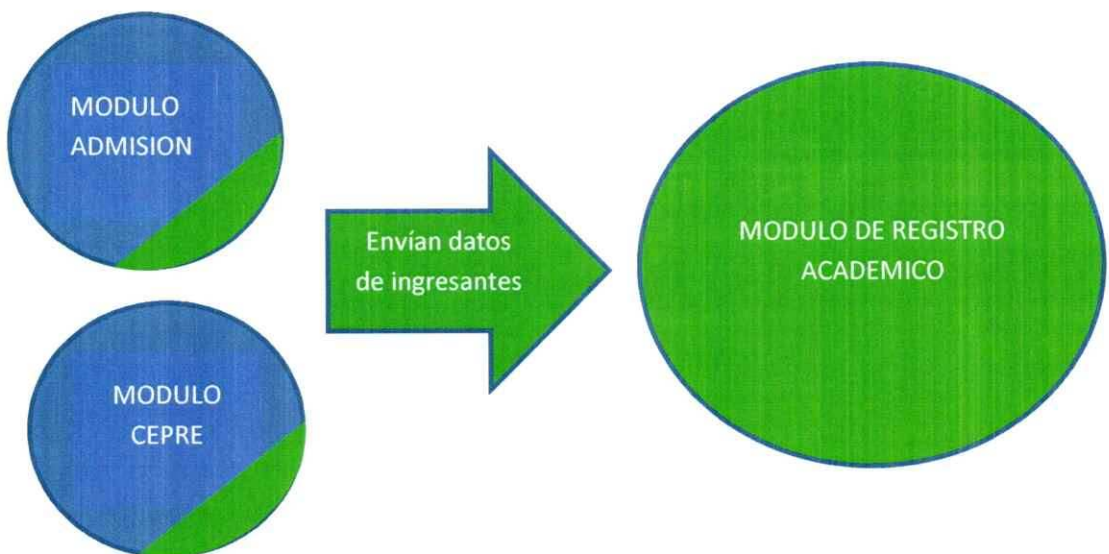 MODULO
ADMISION
Envían datos
de ingresantes
MODULO DE REGISTRO
ACADEMICO
MODULO
CEPRE